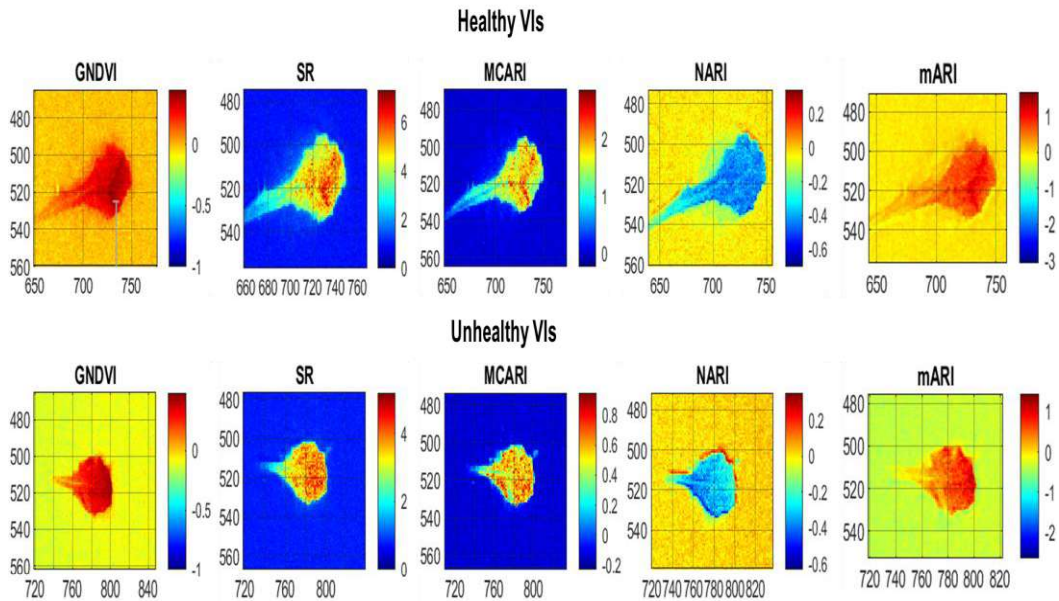 Healthy VIs
GNDVI SR MCARI NARI mARI
480 500 520 540 560
650 700 750
0 -0.5 -1
480 500 520 540
660 680 700 720 740 760
6 4 2 0
480 500 520 540 560
650 700 750
2 1 0
480 500 520 540 560
650 700 750
0.2 0 -0.2 -0.4 -0.6
480 500 520 540
650 700 750
1 0 -1 -2 -3
Unhealthy VIs
GNDVI SR MCARI NARI mARI
480 500 520 540 560
720 760 800 840
0 -0.5 -1
480 500 520 540 560
720 760 800
4 2 0
480 500 520 540 560
720 760 800
0.8 0.6 0.4 0.2 0 -0.2
480 500 520 540
720 740 760 780 800 820
0.2 0 -0.2 -0.4 -0.6
480 500 520 540
720 740 760 780 800 820
1 0 -1 -2